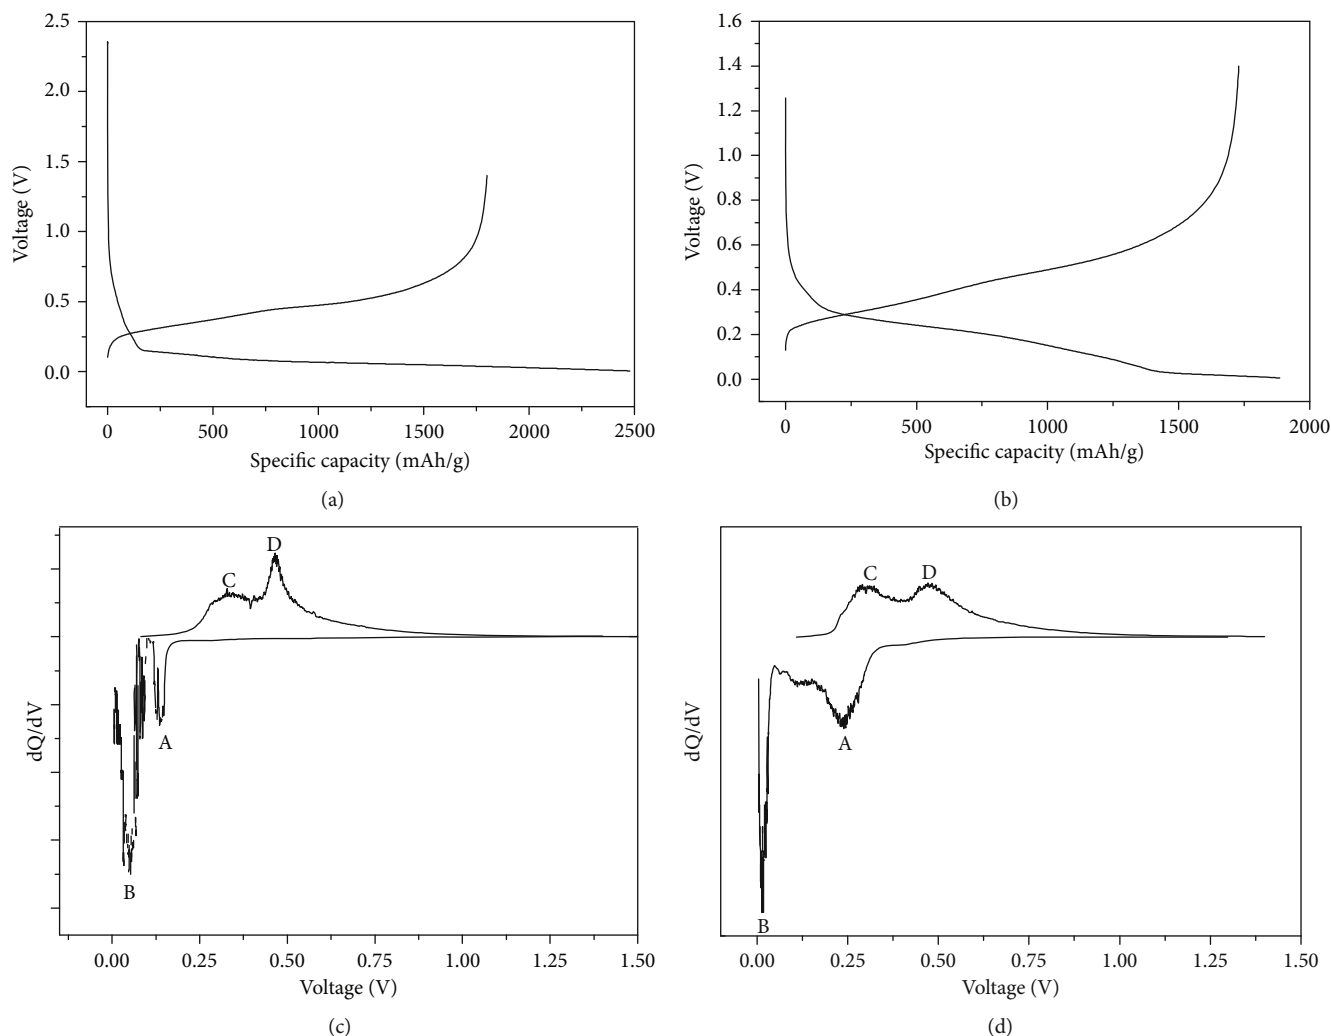 2.5
2.0
1.5
1.0
0.5
0.0
Voltage (V)
0 500 1000 1500 2000 2500
Specific capacity (mAh/g)
(a)
1.6
1.4
1.2
1.0
0.8
0.6
0.4
0.2
0.0
Voltage (V)
0 500 1000 1500 2000
Specific capacity (mAh/g)
(b)
D
C
A
B
dQ/dV
0.00 0.25 0.50 0.75 1.00 1.25 1.50
Voltage (V)
(c)
C D
A
B
dQ/dV
0.00 0.25 0.50 0.75 1.00 1.25 1.50
Voltage (V)
(d)